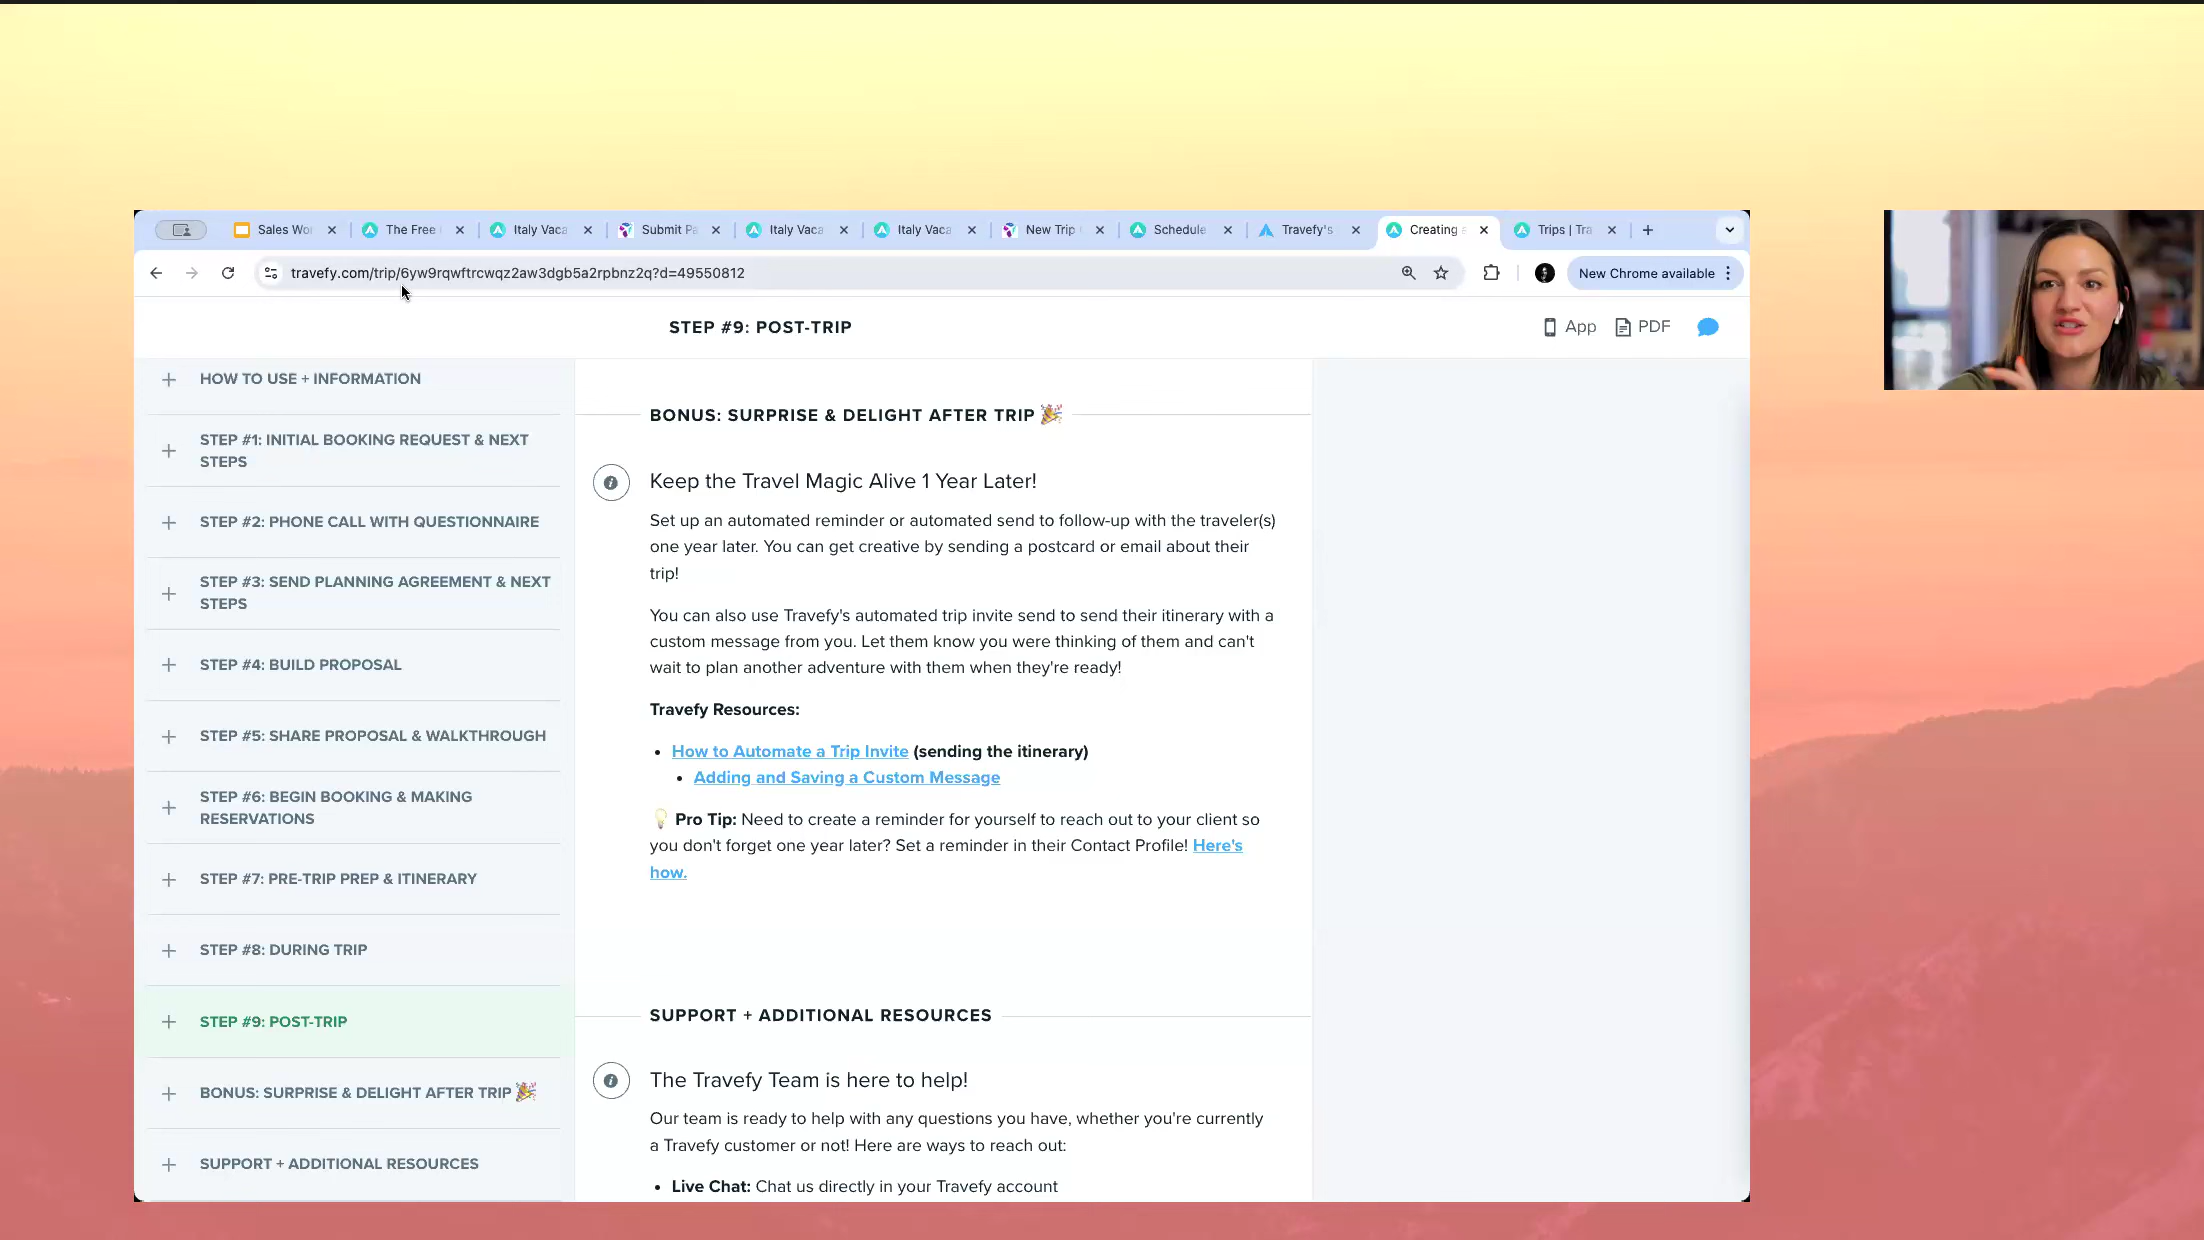 Sales Wo
The Free
Italy Vaca
Submit Pa
Italy Vaca
Italy Vaca
New Trip
Schedule
Travefy's
Creating
Trips | Tra
travefy.com/trip/6yw9rqwftrcwqz2aw3dgb5a2rpbnz2q?d=49550812
New Chrome available
STEP #9: POST-TRIP
App
PDF
HOW TO USE + INFORMATION
STEP #1: INITIAL BOOKING REQUEST & NEXT
STEPS
STEP #2: PHONE CALL WITH QUESTIONNAIRE
STEP #3: SEND PLANNING AGREEMENT & NEXT
STEPS
STEP #4: BUILD PROPOSAL
STEP #5: SHARE PROPOSAL & WALKTHROUGH
STEP #6: BEGIN BOOKING & MAKING
RESERVATIONS
STEP #7: PRE-TRIP PREP & ITINERARY
STEP #8: DURING TRIP
STEP #9: POST-TRIP
BONUS: SURPRISE & DELIGHT AFTER TRIP 🎉
SUPPORT + ADDITIONAL RESOURCES
BONUS: SURPRISE & DELIGHT AFTER TRIP 🎉
Keep the Travel Magic Alive 1 Year Later!
Set up an automated reminder or automated send to follow-up with the traveler(s)
one year later. You can get creative by sending a postcard or email about their
trip!
You can also use Travefy's automated trip invite send to send their itinerary with a
custom message from you. Let them know you were thinking of them and can't
wait to plan another adventure with them when they're ready!
Travefy Resources:
• How to Automate a Trip Invite (sending the itinerary)
• Adding and Saving a Custom Message
💡 Pro Tip: Need to create a reminder for yourself to reach out to your client so
you don't forget one year later? Set a reminder in their Contact Profile! Here's
how.
SUPPORT + ADDITIONAL RESOURCES
The Travefy Team is here to help!
Our team is ready to help with any questions you have, whether you're currently
a Travefy customer or not! Here are ways to reach out:
• Live Chat: Chat us directly in your Travefy account